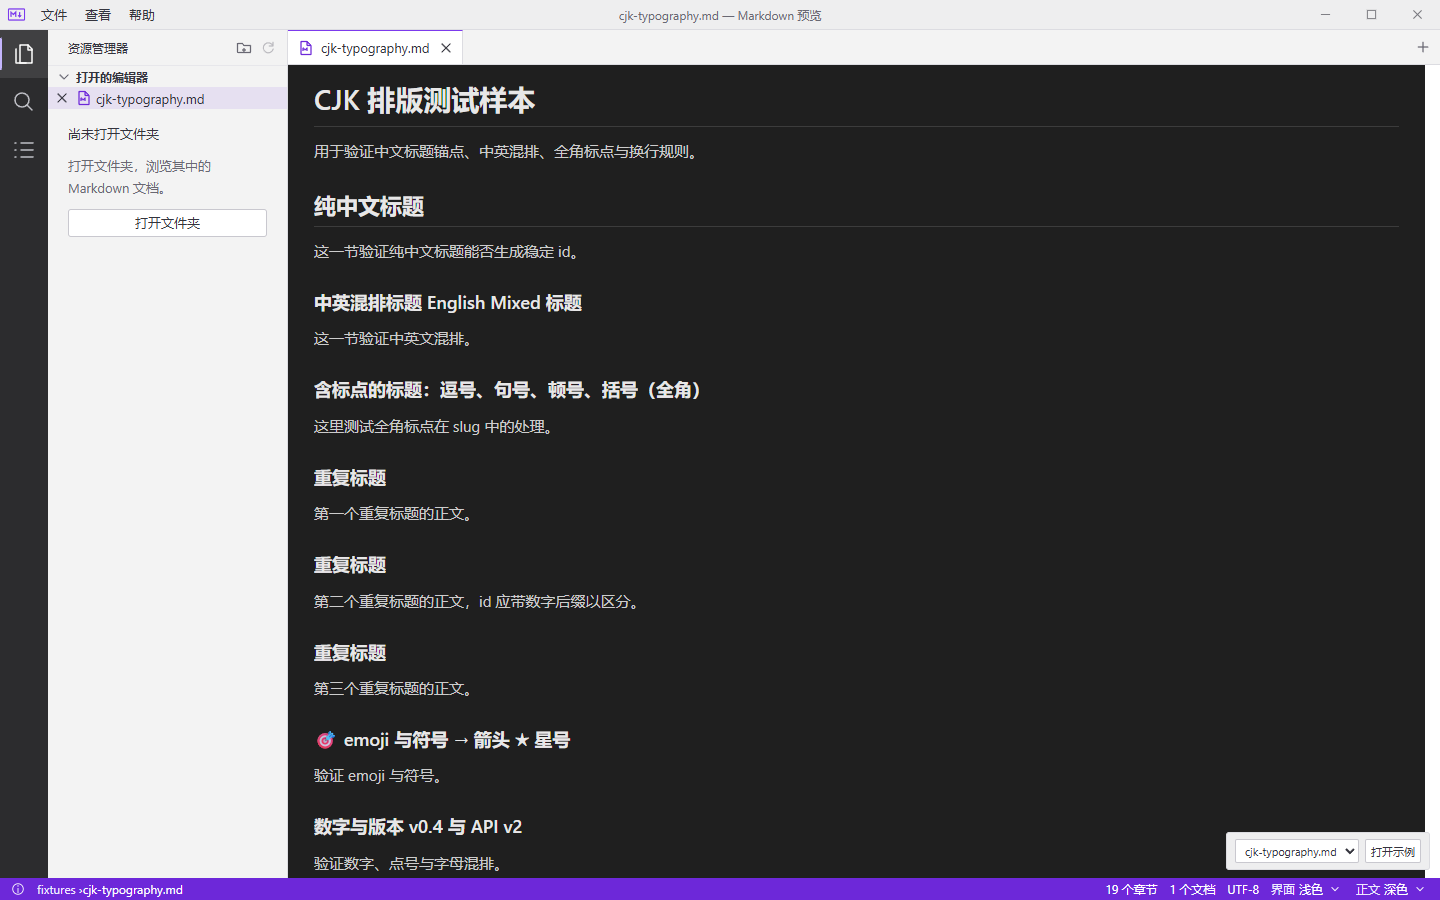 文件 查看 帮助
cjk-typography.md — Markdown 预览
资源管理器
cjk-typography.md
打开的编辑器
cjk-typography.md
尚未打开文件夹
打开文件夹，浏览其中的
Markdown 文档。
打开文件夹
CJK 排版测试样本
用于验证中文标题锚点、中英混排、全角标点与换行规则。
纯中文标题
这一节验证纯中文标题能否生成稳定 id。
中英混排标题 English Mixed 标题
这一节验证中英文混排。
含标点的标题：逗号、句号、顿号、括号（全角）
这里测试全角标点在 slug 中的处理。
重复标题
第一个重复标题的正文。
重复标题
第二个重复标题的正文，id 应带数字后缀以区分。
重复标题
第三个重复标题的正文。
🎯 emoji 与符号 → 箭头 ★ 星号
验证 emoji 与符号。
数字与版本 v0.4 与 API v2
验证数字、点号与字母混排。
cjk-typography.md 打开示例
fixtures ›cjk-typography.md
19 个章节 1 个文档 UTF-8 界面 浅色 正文 深色